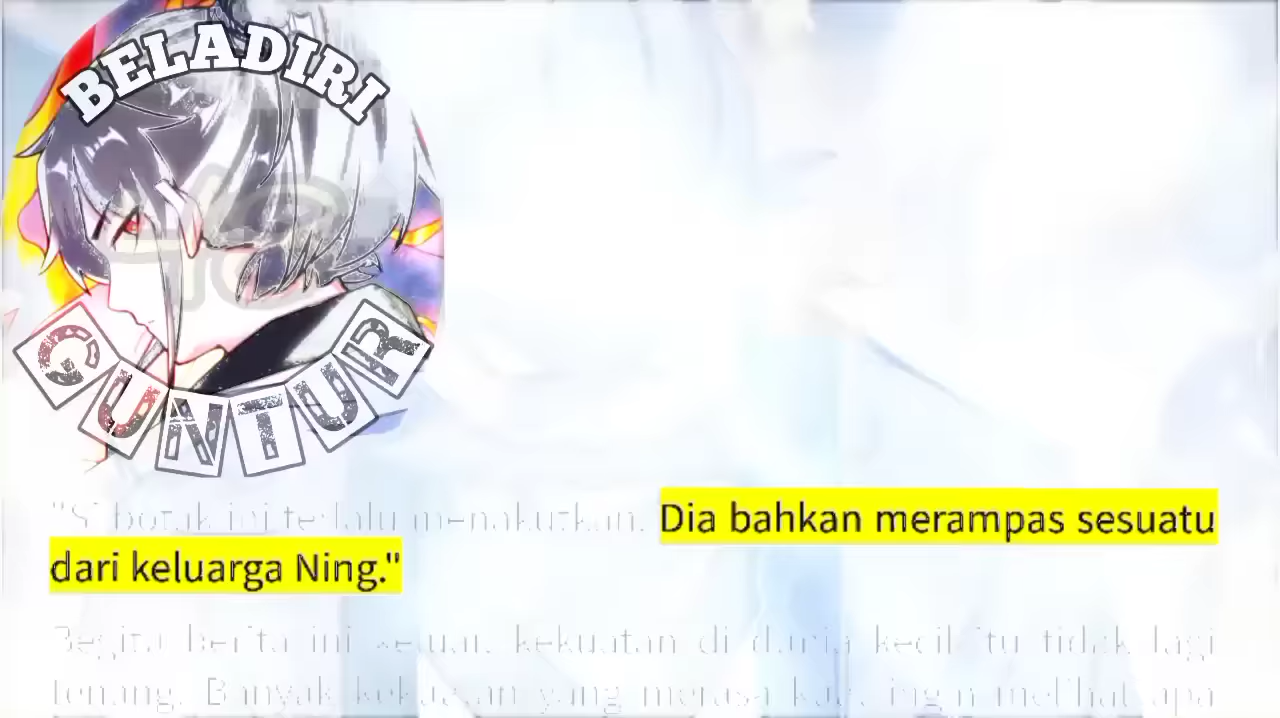 BELADIRI
GUNTUR
"Si botak ini terlalu menakutkan. Dia bahkan merampas sesuatu
dari keluarga Ning."
Begitu berita ini keluar, kekuatan di dunia kecil itu tidak lagi
tenang. Banyak kekuatan yang merasa kaya ingin melihat apa